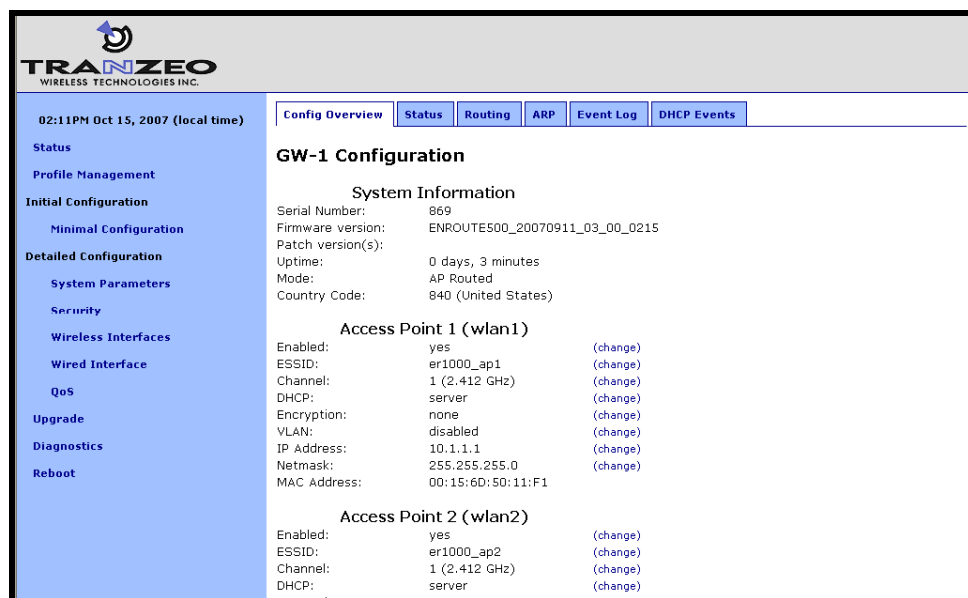 TRANZEO
WIRELESS TECHNOLOGIES INC.
02:11PM Oct 15, 2007 (local time)
Status
Profile Management
Initial Configuration
Minimal Configuration
Detailed Configuration
System Parameters
Security
Wireless Interfaces
Wired Interface
QoS
Upgrade
Diagnostics
Reboot
Config Overview Status Routing ARP Event Log DHCP Events
GW-1 Configuration
System Information
Serial Number: 869
Firmware version: ENROUTE500_20070911_03_00_0215
Patch version(s):
Uptime: 0 days, 3 minutes
Mode: AP Routed
Country Code: 840 (United States)
Access Point 1 (wlan1)
Enabled: yes (change)
ESSID: er1000_ap1 (change)
Channel: 1 (2.412 GHz) (change)
DHCP: server (change)
Encryption: none (change)
VLAN: disabled (change)
IP Address: 10.1.1.1 (change)
Netmask: 255.255.255.0 (change)
MAC Address: 00:15:6D:50:11:F1
Access Point 2 (wlan2)
Enabled: yes (change)
ESSID: er1000_ap2 (change)
Channel: 1 (2.412 GHz) (change)
DHCP: server (change)